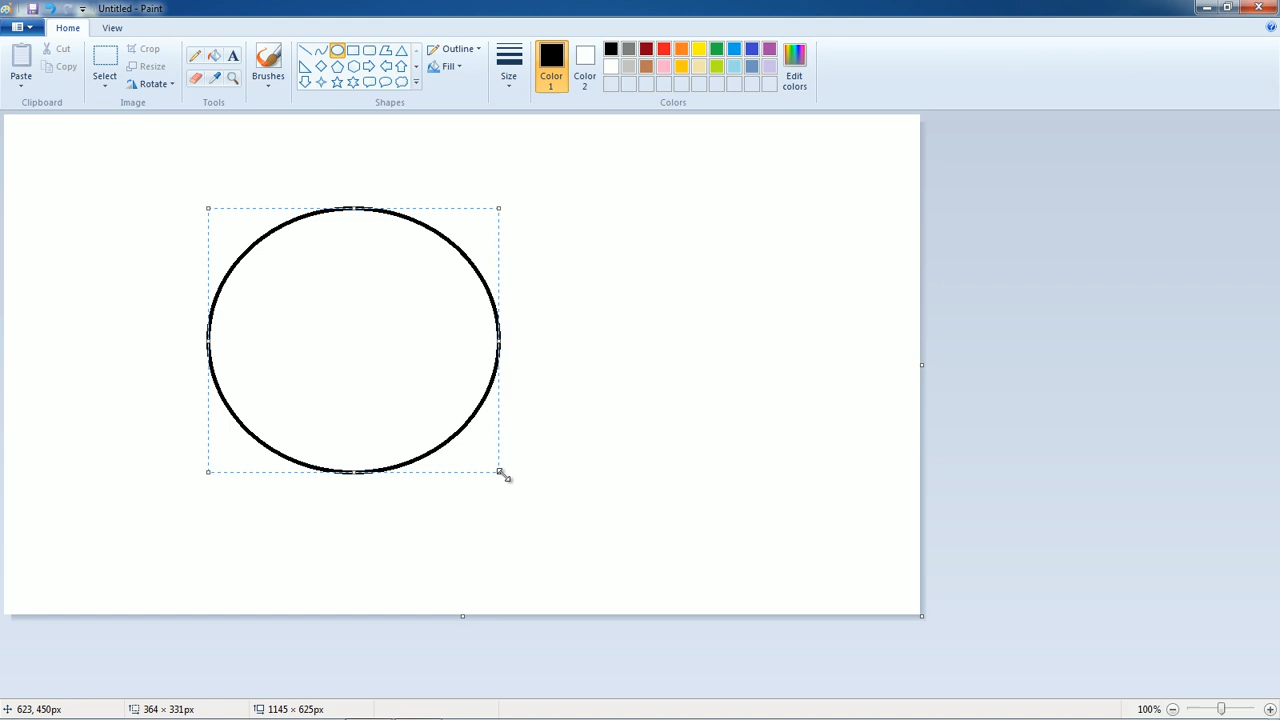 Untitled - Paint
Home View
Paste
Cut
Copy
Clipboard
Select
Crop
Resize
Rotate
Image
A
Tools
Brushes
Shapes
Outline
Fill
Size
Color 1
Color 2
Edit colors
Colors
623, 450px
364 × 331px
1145 × 625px
100%